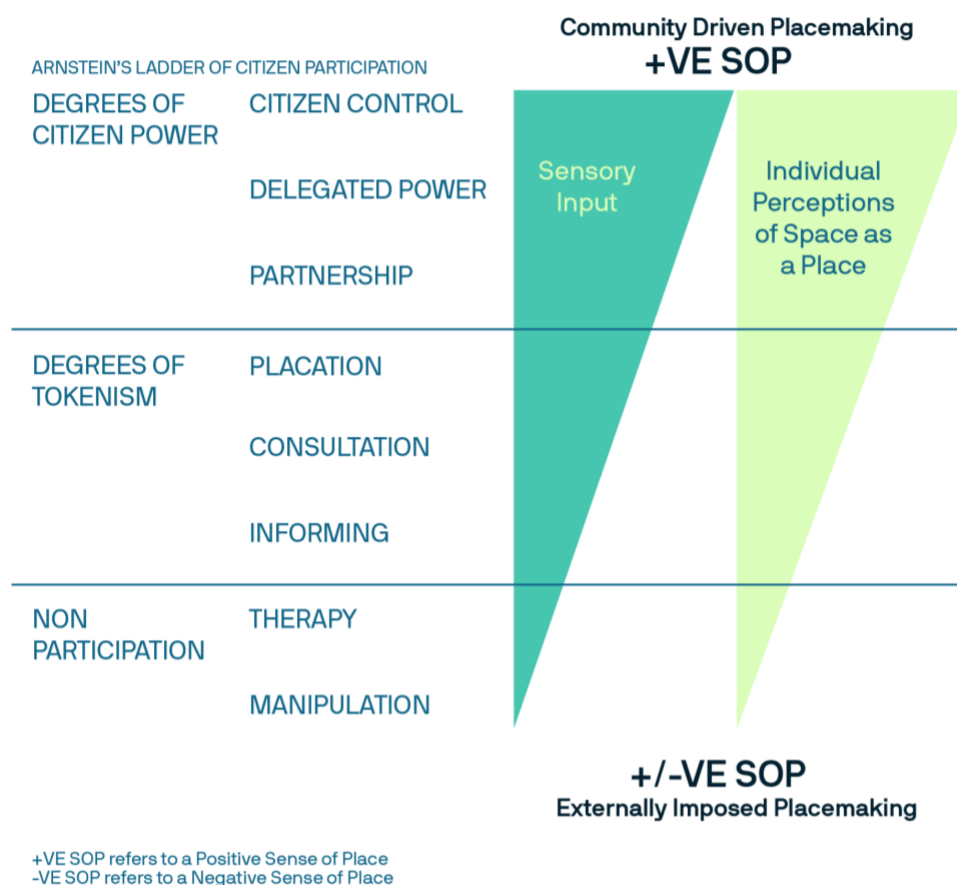 Community Driven Placemaking
+VE SOP
ARNSTEIN'S LADDER OF CITIZEN PARTICIPATION
DEGREES OF
CITIZEN POWER
CITIZEN CONTROL
DELEGATED POWER
PARTNERSHIP
Sensory
Input
Individual
Perceptions
of Space as
a Place
DEGREES OF
TOKENISM
PLACATION
CONSULTATION
INFORMING
NON
PARTICIPATION
THERAPY
MANIPULATION
+/-VE SOP
Externally Imposed Placemaking
+VE SOP refers to a Positive Sense of Place
-VE SOP refers to a Negative Sense of Place